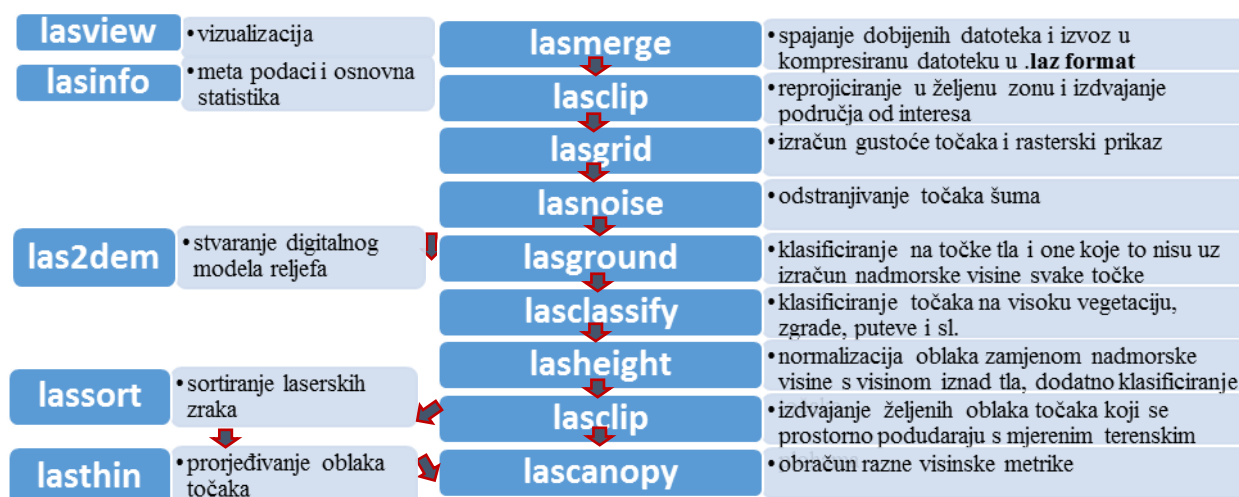 lasview
•vizualizacija
lasinfo
•meta podaci i osnovna
statistika
las2dem
•stvaranje digitalnog
modela reljefa
lassort
•sortiranje laserskih
zraka
lasthin
•prorjeđivanje oblaka
točaka
lasmerge
•spajanje dobijenih datoteka i izvoz u
kompresiranu datoteku u .laz format
lasclip
•reprojiciranje u željenu zonu i izdvajanje
područja od interesa
lasgrid
•izračun gustoće točaka i rasterski prikaz
lasnoise
•odstranjivanje točaka šuma
lasground
•klasificiranje na točke tla i one koje to nisu uz
izračun nadmorske visine svake točke
lasclassify
•klasificiranje točaka na visoku vegetaciju,
zgrade, puteve i sl.
lasheight
•normalizacija oblaka zamjenom nadmorske
visine s visinom iznad tla, dodatno klasificiranje
lasclip
•izdvajanje željenih oblaka točaka koji se
prostorno podudaraju s mjerenim terenskim
lascanopy
•obračun razne visinske metrike